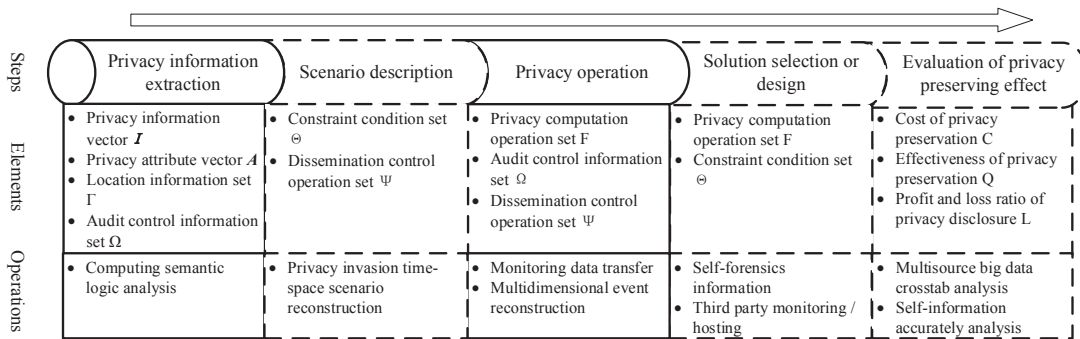 Steps
Privacy information
extraction
Scenario description
Privacy operation
Solution selection or
design
Evaluation of privacy
preserving effect
Elements
• Privacy information
vector I
• Privacy attribute vector A
• Location information set
Γ
• Audit control information
set Ω
• Constraint condition set
Θ
• Dissemination control
operation set Ψ
• Privacy computation
operation set F
• Audit control information
set Ω
• Dissemination control
operation set Ψ
• Privacy computation
operation set F
• Constraint condition set
Θ
• Cost of privacy
preservation C
• Effectiveness of privacy
preservation Q
• Profit and loss ratio of
privacy disclosure L
Operations
• Computing semantic
logic analysis
• Privacy invasion time-
space scenario
reconstruction
• Monitoring data transfer
• Multidimensional event
reconstruction
• Self-forensics
information
• Third party monitoring /
hosting
• Multisource big data
crosstab analysis
• Self-information
accurately analysis